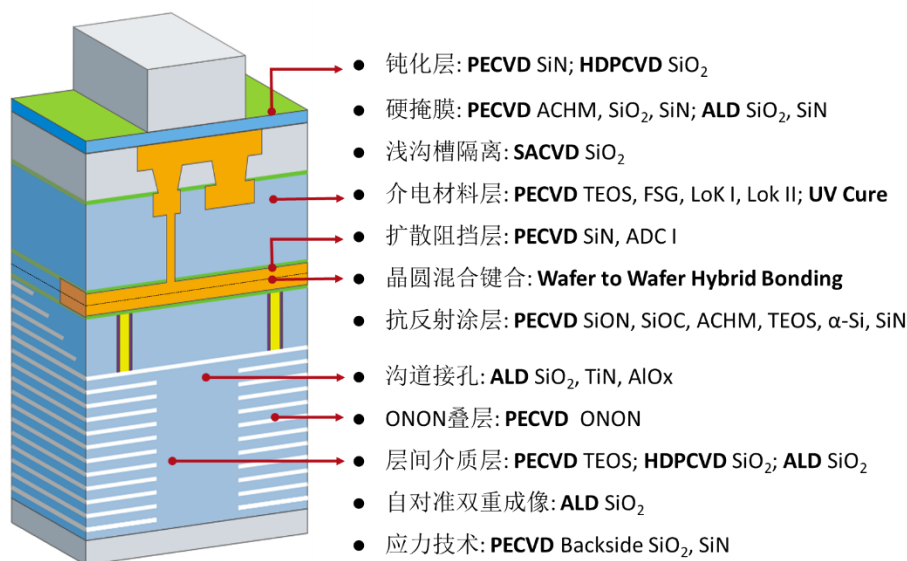 ● 钝化层: PECVD SiN; HDPCVD SiO₂
● 硬掩膜: PECVD ACHM, SiO₂, SiN; ALD SiO₂, SiN
● 浅沟槽隔离: SACVD SiO₂
● 介电材料层: PECVD TEOS, FSG, LoK I, Lok II; UV Cure
● 扩散阻挡层: PECVD SiN, ADC I
● 晶圆混合键合: Wafer to Wafer Hybrid Bonding
● 抗反射涂层: PECVD SiON, SiOC, ACHM, TEOS, α-Si, SiN
● 沟道接孔: ALD SiO₂, TiN, AlOx
● ONON叠层: PECVD ONON
● 层间介质层: PECVD TEOS; HDPCVD SiO₂; ALD SiO₂
● 自对准双重成像: ALD SiO₂
● 应力技术: PECVD Backside SiO₂, SiN